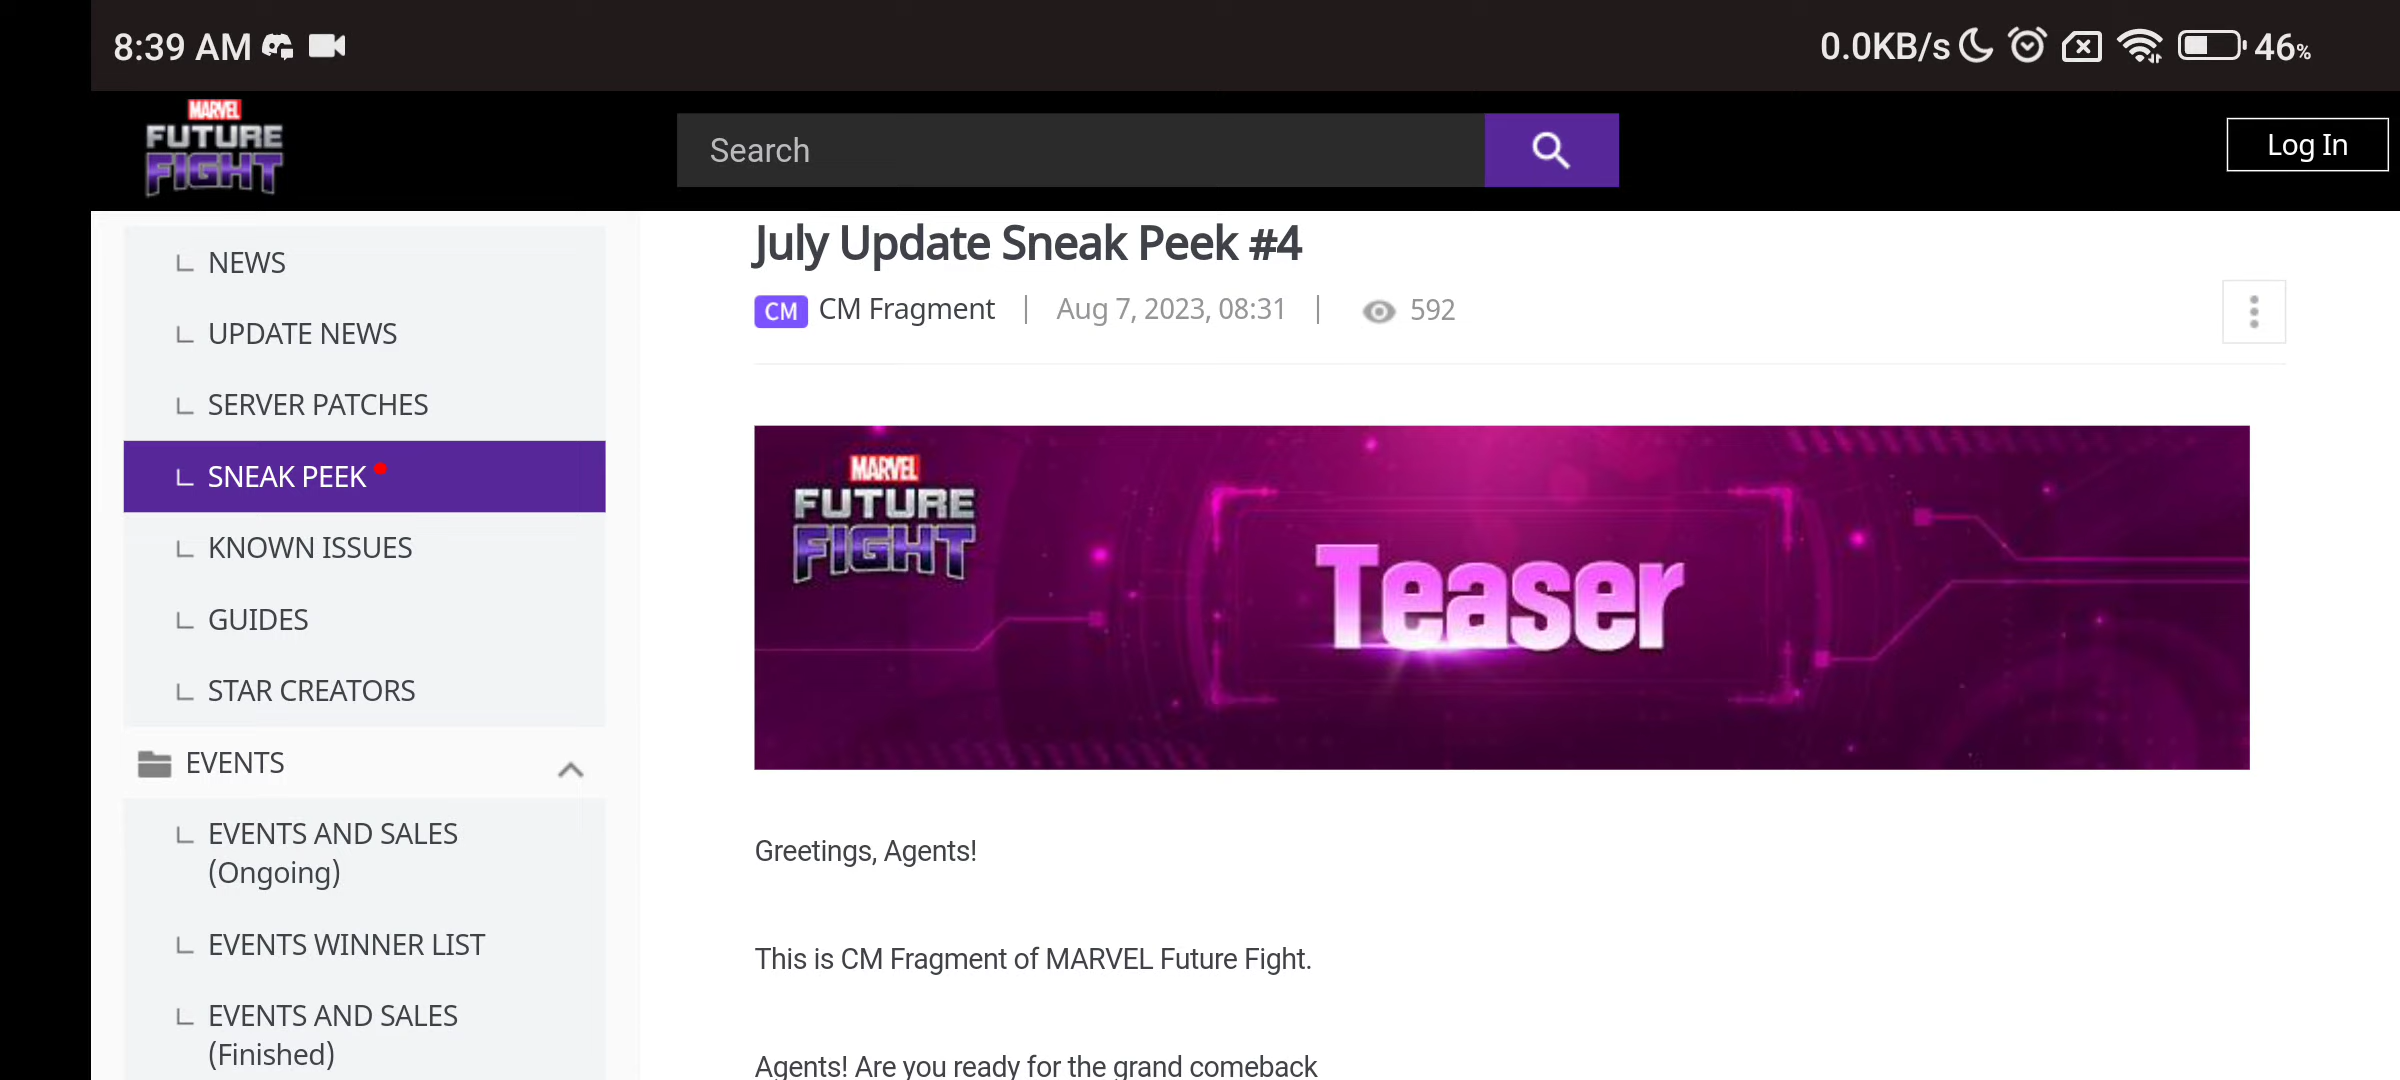 8:39 AM
0.0KB/s
46%
MARVEL
FUTURE
FIGHT
Search
Log In
NEWS
UPDATE NEWS
SERVER PATCHES
SNEAK PEEK
KNOWN ISSUES
GUIDES
STAR CREATORS
EVENTS
EVENTS AND SALES
(Ongoing)
EVENTS WINNER LIST
EVENTS AND SALES
(Finished)
July Update Sneak Peek #4
CM CM Fragment | Aug 7, 2023, 08:31 | 592
MARVEL
FUTURE
FIGHT
Teaser
Greetings, Agents!
This is CM Fragment of MARVEL Future Fight.
Agents! Are you ready for the grand comeback